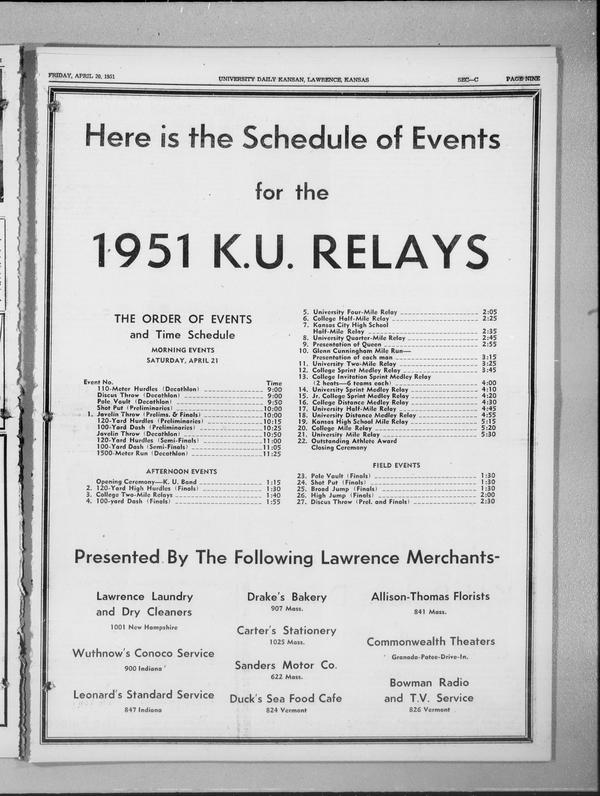 FRIDAY, APRIL 20, 1951 UNIVERSITY DAILY KANSAN, LAWRENCE, KANSAS SEC—C PAGE NINE
Here is the Schedule of Events
for the
1951 K.U. RELAYS
THE ORDER OF EVENTS
and Time Schedule
MORNING EVENTS
SATURDAY, APRIL 21
Event No. Time
110-Meter Hurdles (Decathlon) 9:00
Discus Throw (Decathlon) 9:00
Pole Vault (Decathlon) 9:50
Shot Put (Preliminaries) 10:00
1. Javelin Throw (Prelims. & Finals) 10:00
120-Yard Hurdles (Preliminaries) 10:15
100-Yard Dash (Preliminaries) 10:25
Javelin Throw (Decathlon) 10:50
120-Yard Hurdles (Semi-Finals) 11:00
100-Yard Dash (Semi-Finals) 11:05
1500-Meter Run (Decathlon) 11:25
AFTERNOON EVENTS
Opening Ceremony—K. U. Band 1:15
2. 120-Yard High Hurdles (Finals) 1:30
3. College Two-Mile Relays 1:40
4. 100-yard Dash (Finals) 1:55
5. University Four-Mile Relay 2:05
6. College Half-Mile Relay 2:25
7. Kansas City High School
Half-Mile Relay 2:35
8. University Quarter-Mile Relay 2:45
9. Presentation of Queen 2:55
10. Glenn Cunningham Mile Run—
Presentation of each man 3:15
11. University Two-Mile Relay 3:25
12. College Sprint Medley Relay 3:45
13. College Invitation Sprint Medley Relay
(2 heats—6 teams each) 4:00
14. University Sprint Medley Relay 4:10
15. Jr. College Sprint Medley Relay 4:20
16. College Distance Medley Relay 4:30
17. University Half-Mile Relay 4:45
18. University Distance Medley Relay 4:55
19. Kansas High School Mile Relay 5:15
20. College Mile Relay 5:20
21. University Mile Relay 5:30
22. Outstanding Athlete Award
Closing Ceremony
FIELD EVENTS
23. Pole Vault (Finals) 1:30
24. Shot Put (Finals) 1:30
25. Broad Jump (Finals) 1:30
26. High Jump (Finals) 2:00
27. Discus Throw (Prel. and Finals) 2:30
Presented By The Following Lawrence Merchants-
Lawrence Laundry
and Dry Cleaners
1001 New Hampshire
Wuthnow's Conoco Service
900 Indiana
Leonard's Standard Service
847 Indiana
Drake's Bakery
907 Mass.
Carter's Stationery
1025 Mass.
Sanders Motor Co.
622 Mass.
Duck's Sea Food Cafe
824 Vermont
Allison-Thomas Florists
841 Mass.
Commonwealth Theaters
Granada-Patee-Drive-In.
Bowman Radio
and T.V. Service
826 Vermont